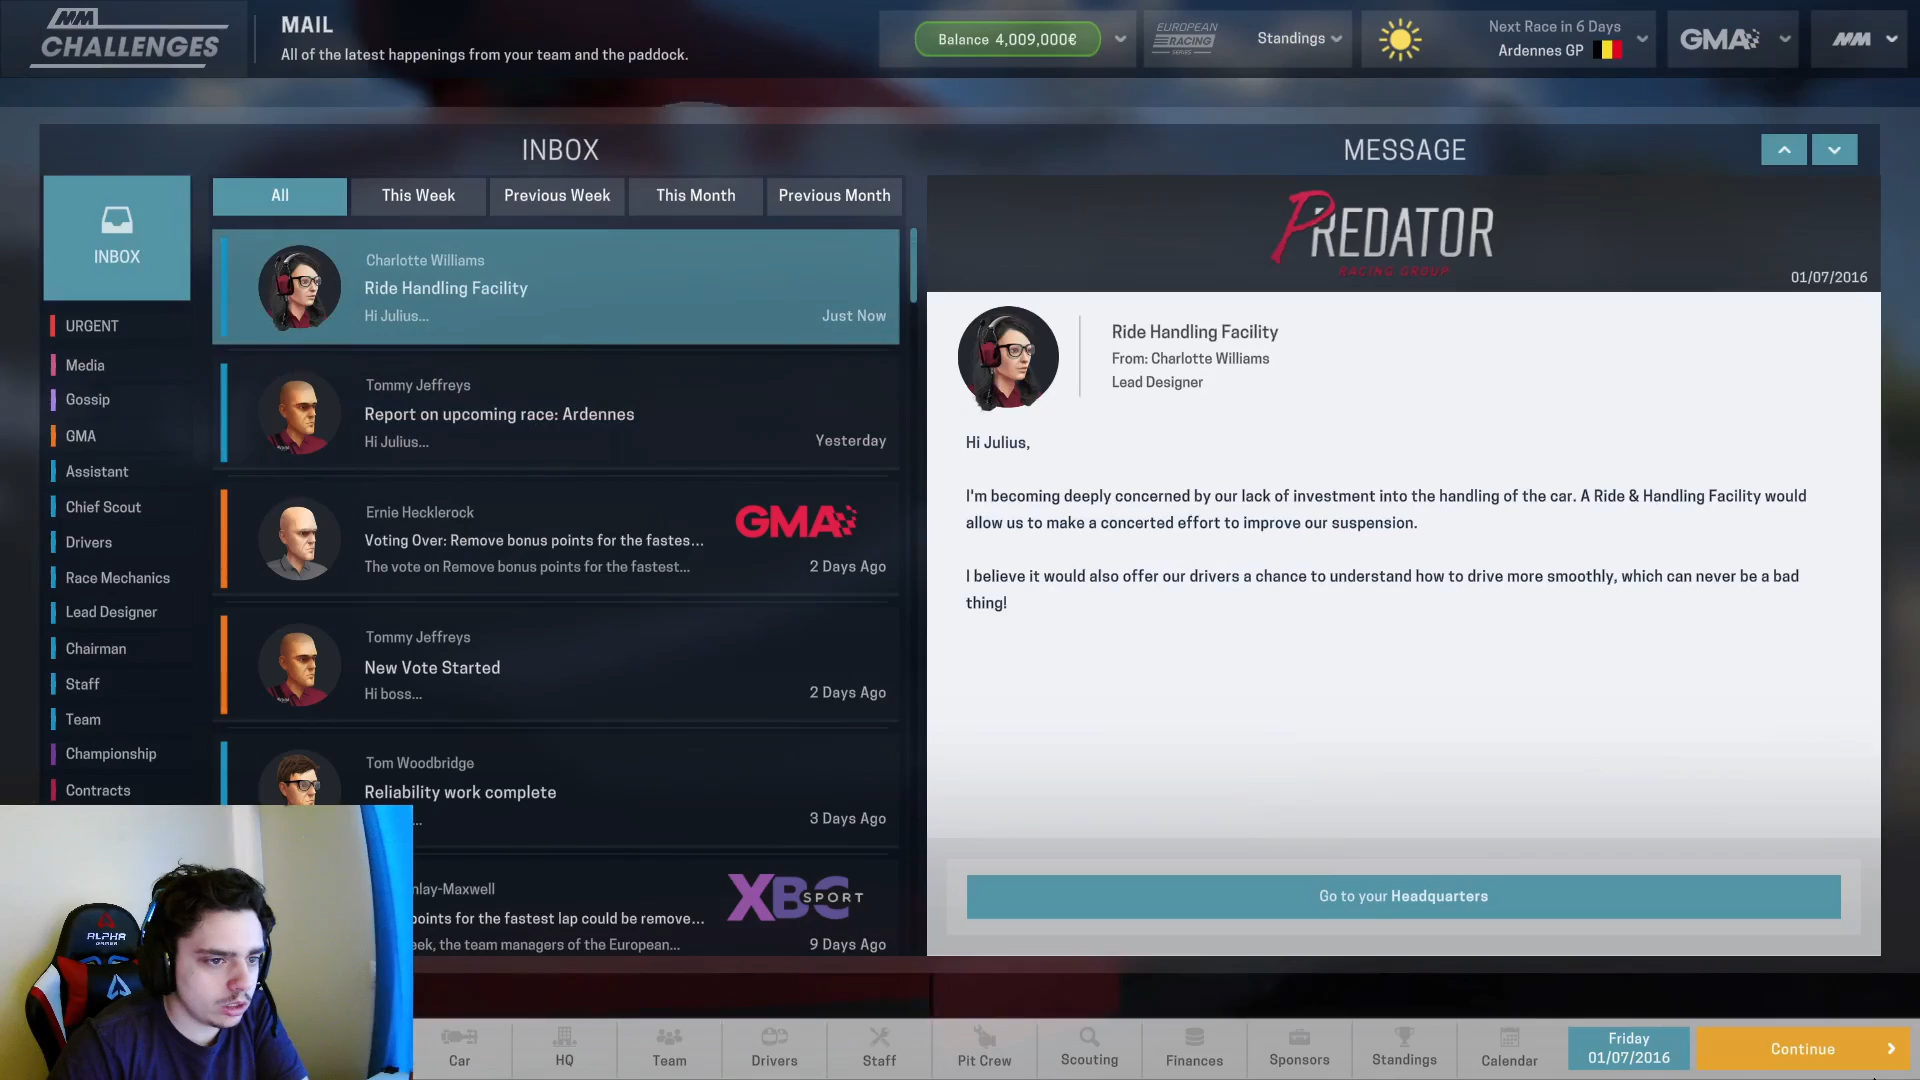 MM
CHALLENGES
MAIL
All of the latest happenings from your team and the paddock.
Balance 4,009,000€
EUROPEAN
RACING
SERIES
Standings
Next Race in 6 Days
Ardennes GP
GMA
MM
INBOX
MESSAGE
INBOX
All
This Week
Previous Week
This Month
Previous Month
URGENT
Media
Gossip
GMA
Assistant
Chief Scout
Drivers
Race Mechanics
Lead Designer
Chairman
Staff
Team
Championship
Contracts
Charlotte Williams
Ride Handling Facility
Hi Julius...
Just Now
Tommy Jeffreys
Report on upcoming race: Ardennes
Hi Julius...
Yesterday
Ernie Hecklerock
Voting Over: Remove bonus points for the fastes...
The vote on Remove bonus points for the fastest...
GMA
2 Days Ago
Tommy Jeffreys
New Vote Started
Hi boss...
2 Days Ago
Tom Woodbridge
Reliability work complete
...
3 Days Ago
nlay-Maxwell
points for the fastest lap could be remove...
eek, the team managers of the European...
XBC SPORT
9 Days Ago
PREDATOR
RACING GROUP
01/07/2016
Ride Handling Facility
From: Charlotte Williams
Lead Designer
Hi Julius,
I'm becoming deeply concerned by our lack of investment into the handling of the car. A Ride & Handling Facility would
allow us to make a concerted effort to improve our suspension.
I believe it would also offer our drivers a chance to understand how to drive more smoothly, which can never be a bad
thing!
Go to your Headquarters
ALPHA
GAMER
Car
HQ
Team
Drivers
Staff
Pit Crew
Scouting
Finances
Sponsors
Standings
Calendar
Friday
01/07/2016
Continue